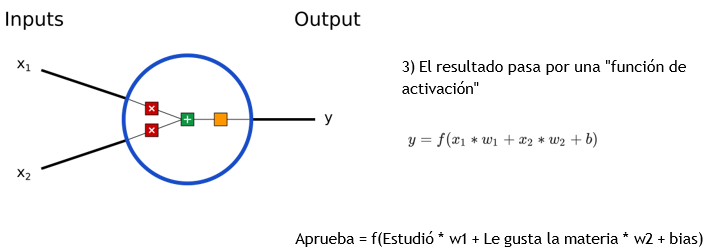 Inputs
Output
x₁
x₂
×
×
+
y
3) El resultado pasa por una "función de
activación"
y = f(x₁ * w₁ + x₂ * w₂ + b)
Aprueba = f(Estudió * w1 + Le gusta la materia * w2 + bias)